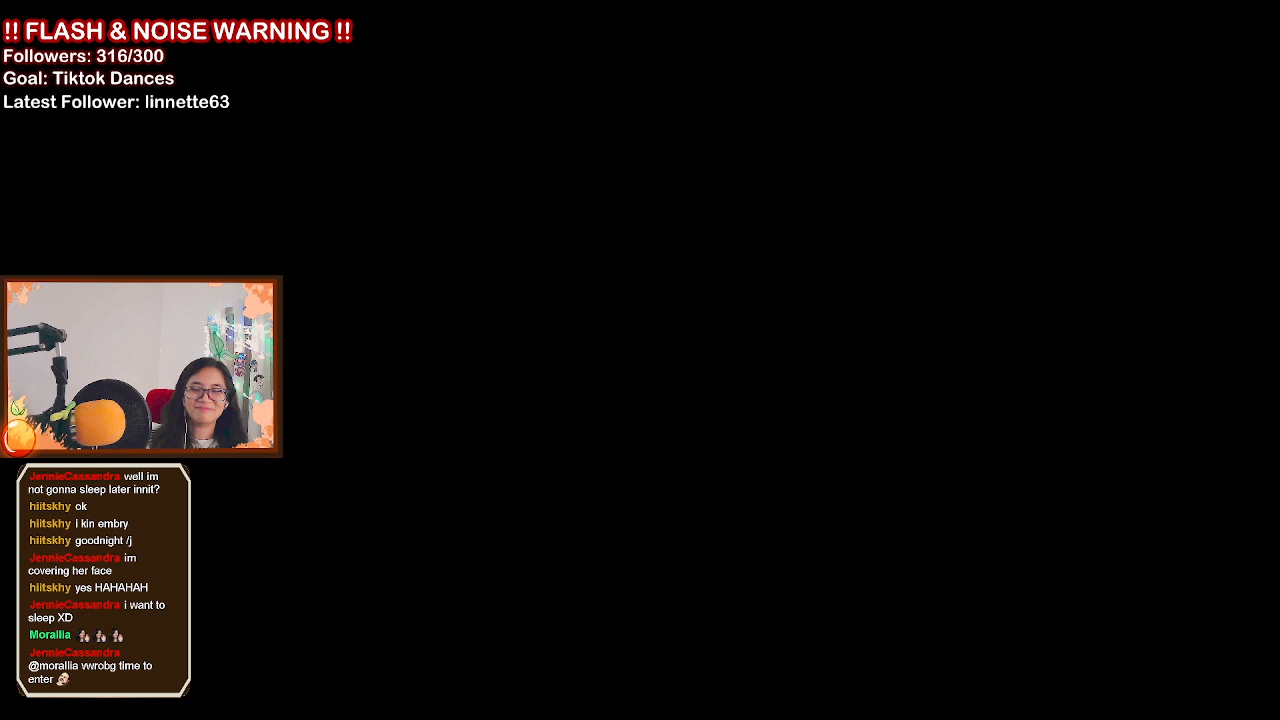 !! FLASH & NOISE WARNING !!
Followers: 316/300
Goal: Tiktok Dances
Latest Follower: linnette63
JennieCassandra well im
not gonna sleep later innit?
hiitskhy ok
hiitskhy i kin embry
hiitskhy goodnight /j
JennieCassandra im
covering her face
hiitskhy yes HAHAHAH
JennieCassandra i want to
sleep XD
Morallia
JennieCassandra
@morallia vwrobg time to
enter